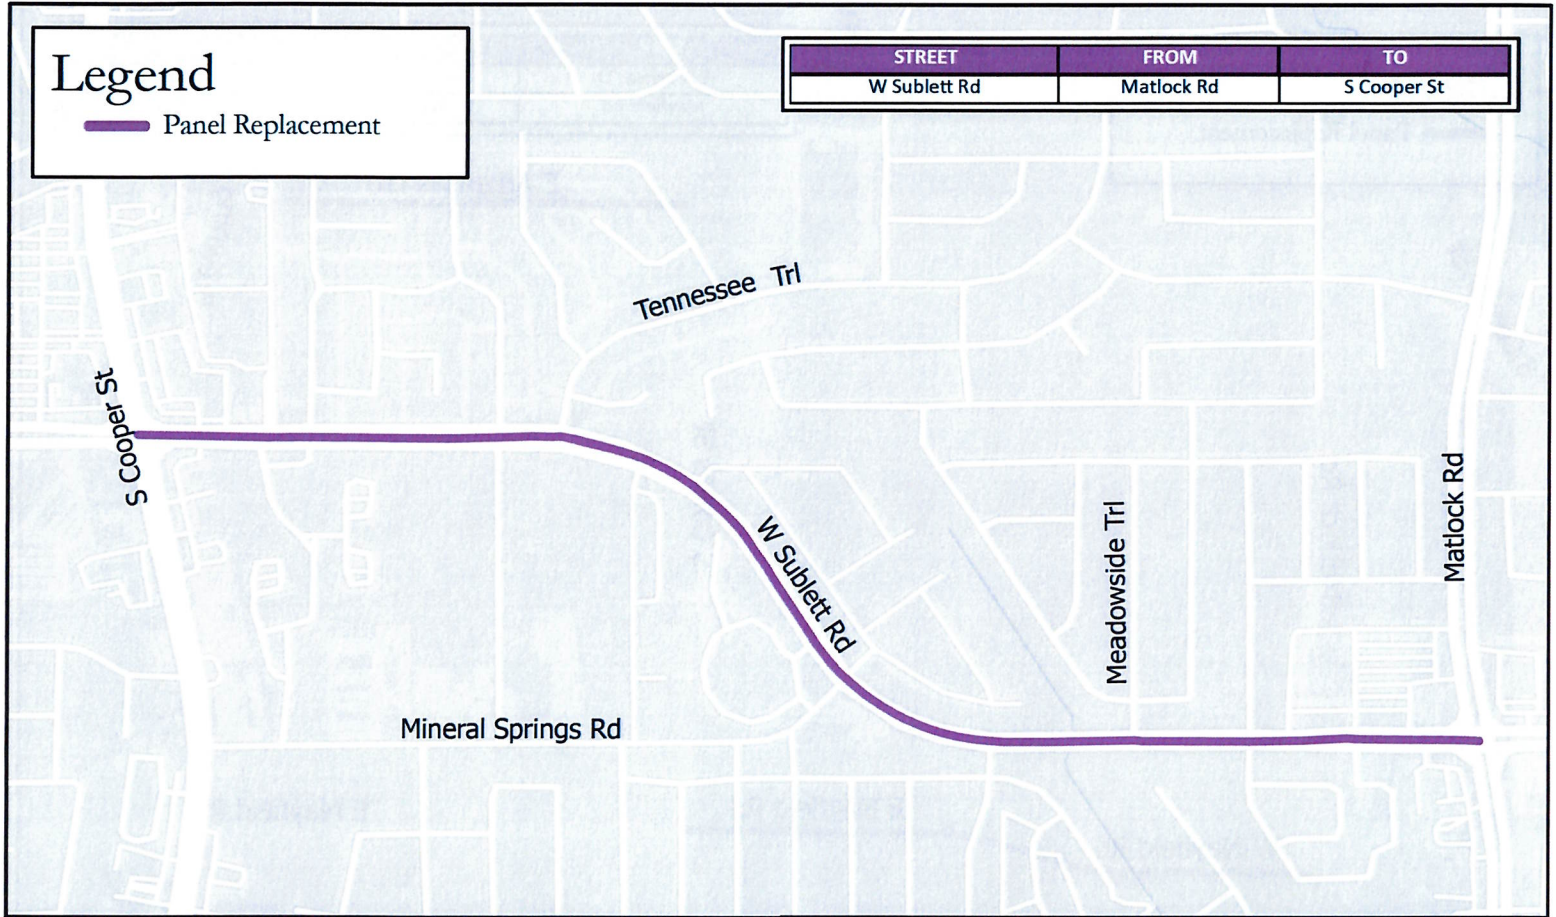 Legend
Panel Replacement
STREET FROM TO
W Sublett Rd Matlock Rd S Cooper St
Tennessee Trl
S Cooper St
W Sublett Rd
Meadowside Trl
Matlock Rd
Mineral Springs Rd